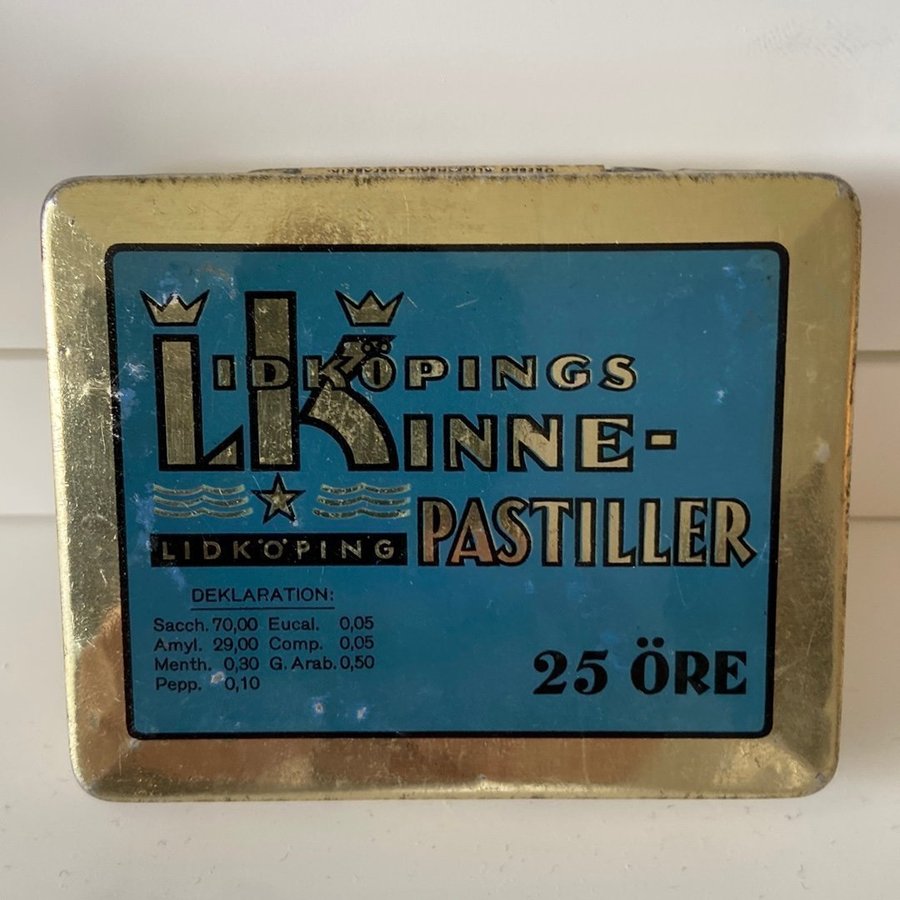 LIDKÖPINGS
KINNE-
PASTILLER
LIDKÖPING
DEKLARATION:
Sacch. 70,00 Eucal. 0,05
Amyl. 29,00 Comp. 0,05
Menth. 0,30 G. Arab. 0,50
Pepp. 0,10
25 ÖRE